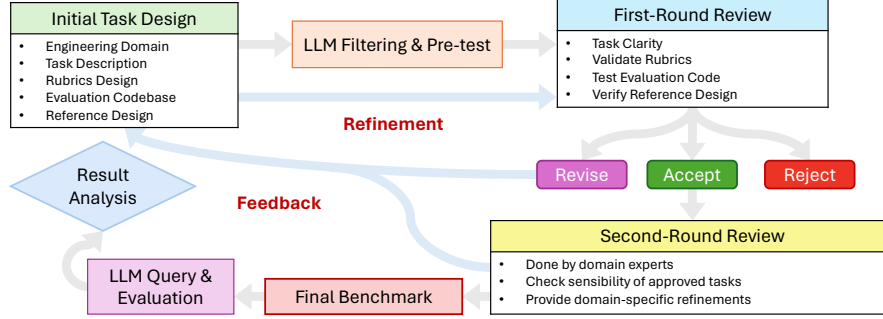 Initial Task Design
• Engineering Domain
• Task Description
• Rubrics Design
• Evaluation Codebase
• Reference Design
LLM Filtering & Pre-test
First-Round Review
• Task Clarity
• Validate Rubrics
• Test Evaluation Code
• Verify Reference Design
Refinement
Revise
Accept
Reject
Result
Analysis
Feedback
Second-Round Review
• Done by domain experts
• Check sensibility of approved tasks
• Provide domain-specific refinements
LLM Query &
Evaluation
Final Benchmark